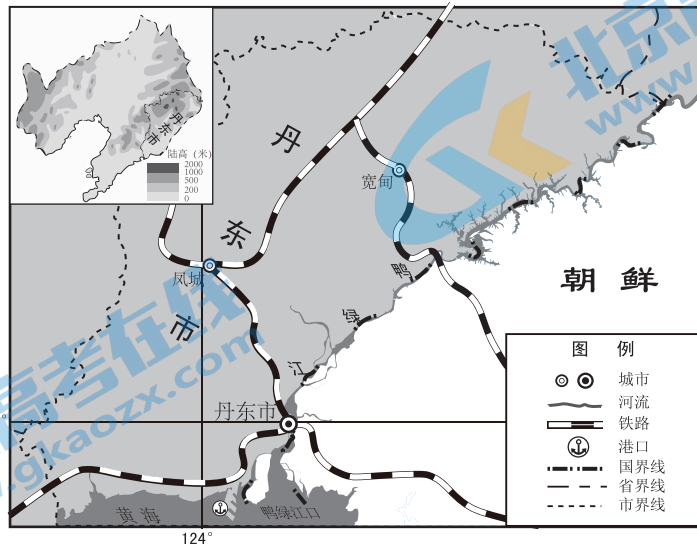 陆高(米)
2000
1000
500
200
0
丹东市
丹东市
宽甸
凤城
鸭绿江
朝鲜
丹东市
黄海
鸭绿江口
124°
图 例
城市
河流
铁路
港口
国界线
省界线
市界线
北京
www.
高考在线
www.gkaozx.com